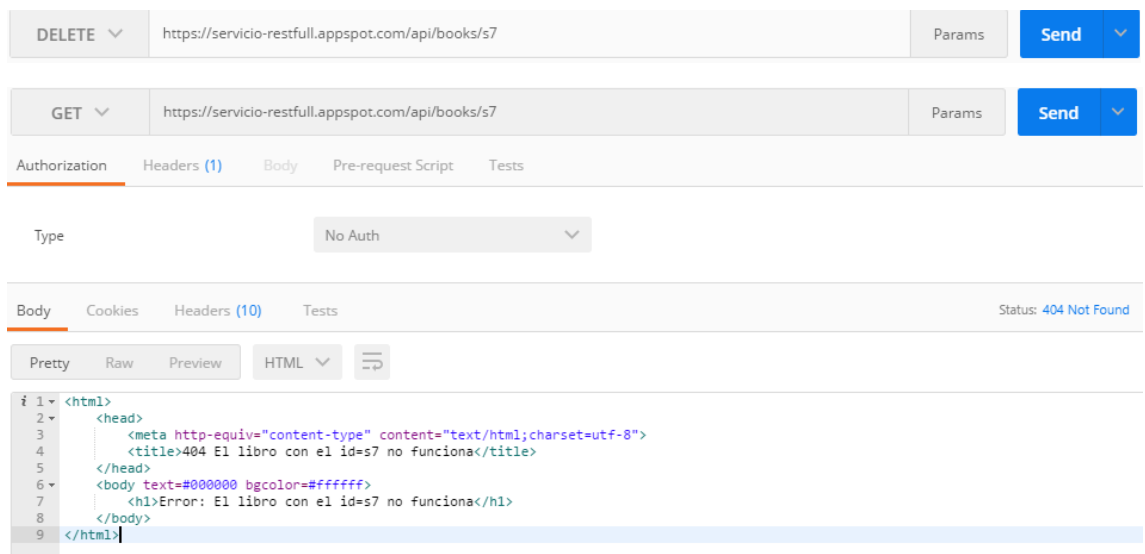 DELETE https://servicio-restfull.appspot.com/api/books/s7 Params Send
GET https://servicio-restfull.appspot.com/api/books/s7 Params Send
Authorization Headers (1) Body Pre-request Script Tests
Type No Auth
Body Cookies Headers (10) Tests Status: 404 Not Found
Pretty Raw Preview HTML
i 1 <html>
2 <head>
3 <meta http-equiv="content-type" content="text/html;charset=utf-8">
4 <title>404 El libro con el id=s7 no funciona</title>
5 </head>
6 <body text=#000000 bgcolor=#ffffff>
7 <h1>Error: El libro con el id=s7 no funciona</h1>
8 </body>
9 </html>